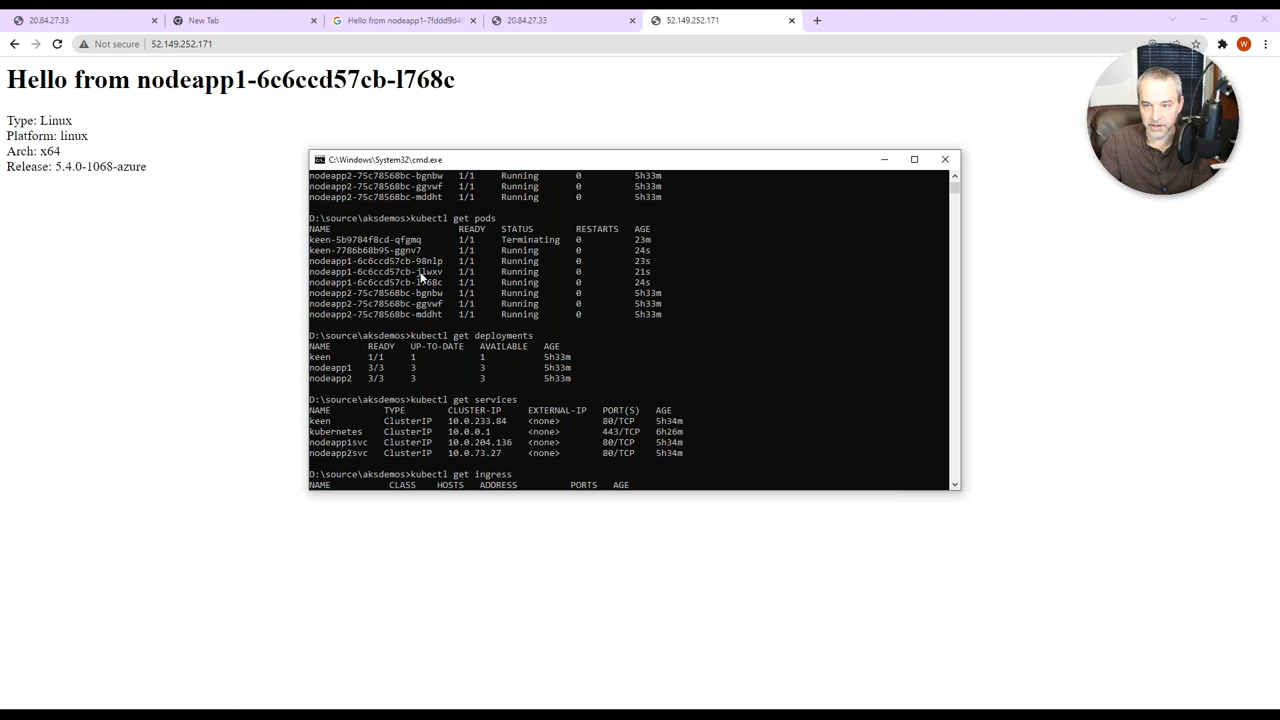 20.84.27.33
New Tab
Hello from nodeapp1-7fddd9d4
20.84.27.33
52.149.252.171
Not secure
52.149.252.171
W
Hello from nodeapp1-6c6ccd57cb-l768c
Type: Linux
Platform: linux
Arch: x64
Release: 5.4.0-1068-azure
C:\Windows\System32\cmd.exe
nodeapp2-75c78568bc-bgnbw 1/1 Running 0 5h33m
nodeapp2-75c78568bc-ggvwf 1/1 Running 0 5h33m
nodeapp2-75c78568bc-mddht 1/1 Running 0 5h33m
D:\source\aksdemos>kubectl get pods
NAME READY STATUS RESTARTS AGE
keen-5b9784f8cd-qfgmq 1/1 Terminating 0 23m
keen-7786b68b95-ggnv7 1/1 Running 0 24s
nodeapp1-6c6ccd57cb-98nlp 1/1 Running 0 23s
nodeapp1-6c6ccd57cb-jlwxv 1/1 Running 0 21s
nodeapp1-6c6ccd57cb-l768c 1/1 Running 0 24s
nodeapp2-75c78568bc-bgnbw 1/1 Running 0 5h33m
nodeapp2-75c78568bc-ggvwf 1/1 Running 0 5h33m
nodeapp2-75c78568bc-mddht 1/1 Running 0 5h33m
D:\source\aksdemos>kubectl get deployments
NAME READY UP-TO-DATE AVAILABLE AGE
keen 1/1 1 1 5h33m
nodeapp1 3/3 3 3 5h33m
nodeapp2 3/3 3 3 5h33m
D:\source\aksdemos>kubectl get services
NAME TYPE CLUSTER-IP EXTERNAL-IP PORT(S) AGE
keen ClusterIP 10.0.233.84 <none> 80/TCP 5h34m
kubernetes ClusterIP 10.0.0.1 <none> 443/TCP 6h26m
nodeapp1svc ClusterIP 10.0.204.136 <none> 80/TCP 5h34m
nodeapp2svc ClusterIP 10.0.73.27 <none> 80/TCP 5h34m
D:\source\aksdemos>kubectl get ingress
NAME CLASS HOSTS ADDRESS PORTS AGE